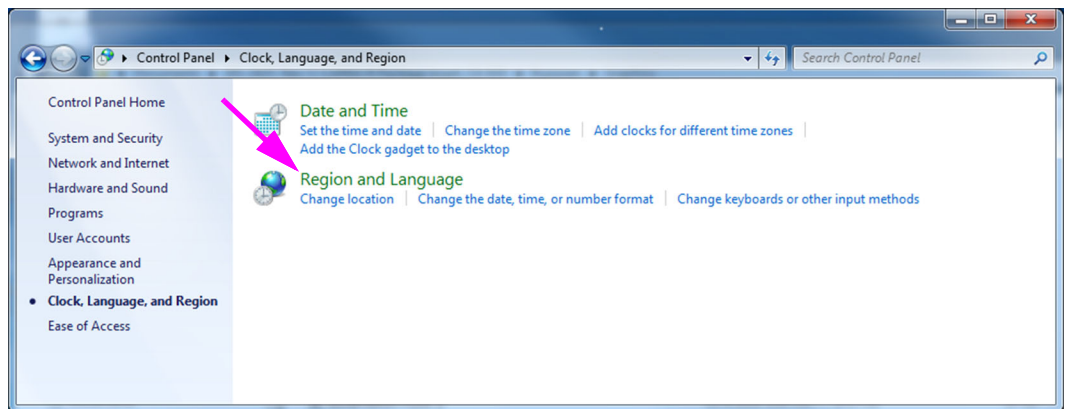 Control Panel Clock, Language, and Region
Search Control Panel
Control Panel Home
System and Security
Network and Internet
Hardware and Sound
Programs
User Accounts
Appearance and
Personalization
Clock, Language, and Region
Ease of Access
Date and Time
Set the time and date Change the time zone Add clocks for different time zones
Add the Clock gadget to the desktop
Region and Language
Change location Change the date, time, or number format Change keyboards or other input methods